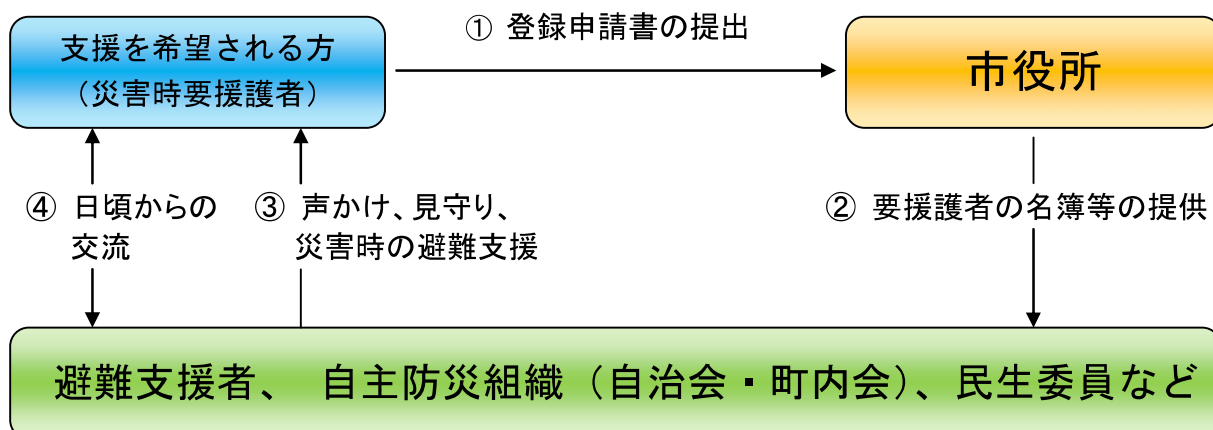 ① 登録申請書の提出
支援を希望される方
(災害時要援護者)
市役所
④ 日頃からの
交流
③ 声かけ、見守り、
災害時の避難支援
② 要援護者の名簿等の提供
避難支援者、 自主防災組織(自治会・町内会)、民生委員など